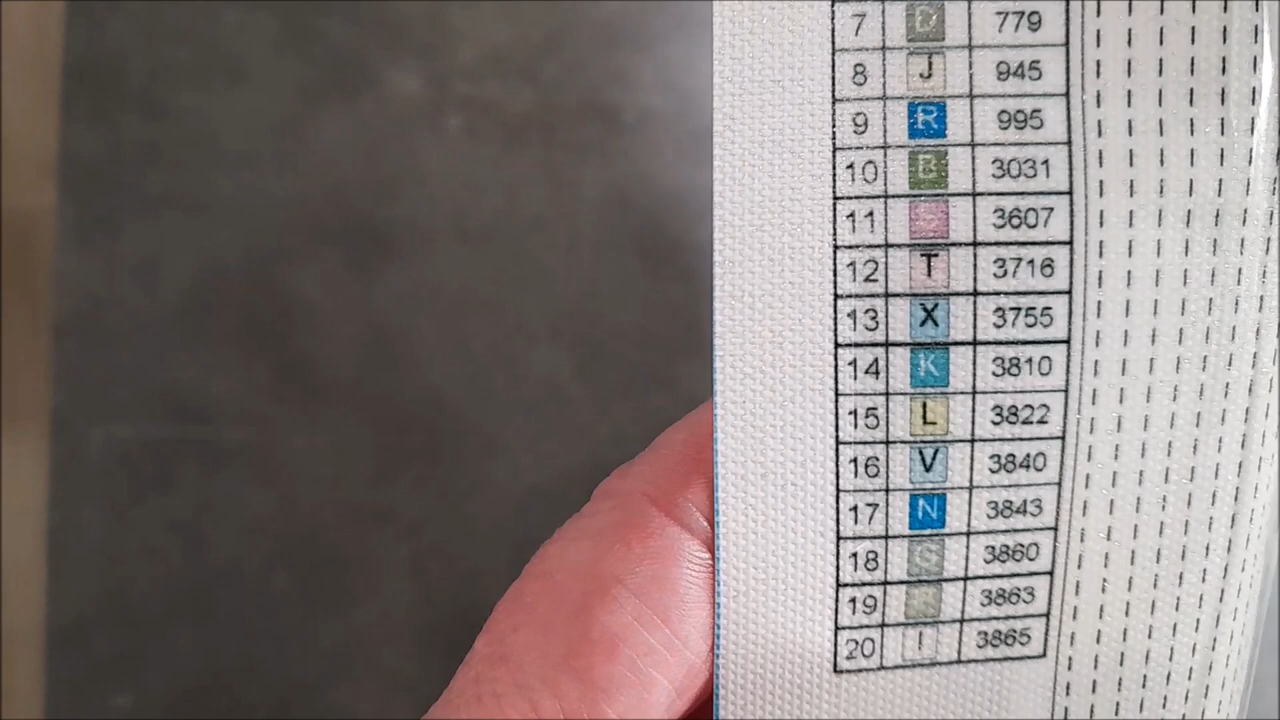 7 D 779
8 J 945
9 R 995
10 B 3031
11 3607
12 T 3716
13 X 3755
14 K 3810
15 L 3822
16 V 3840
17 N 3843
18 3860
19 3863
20 I 3865